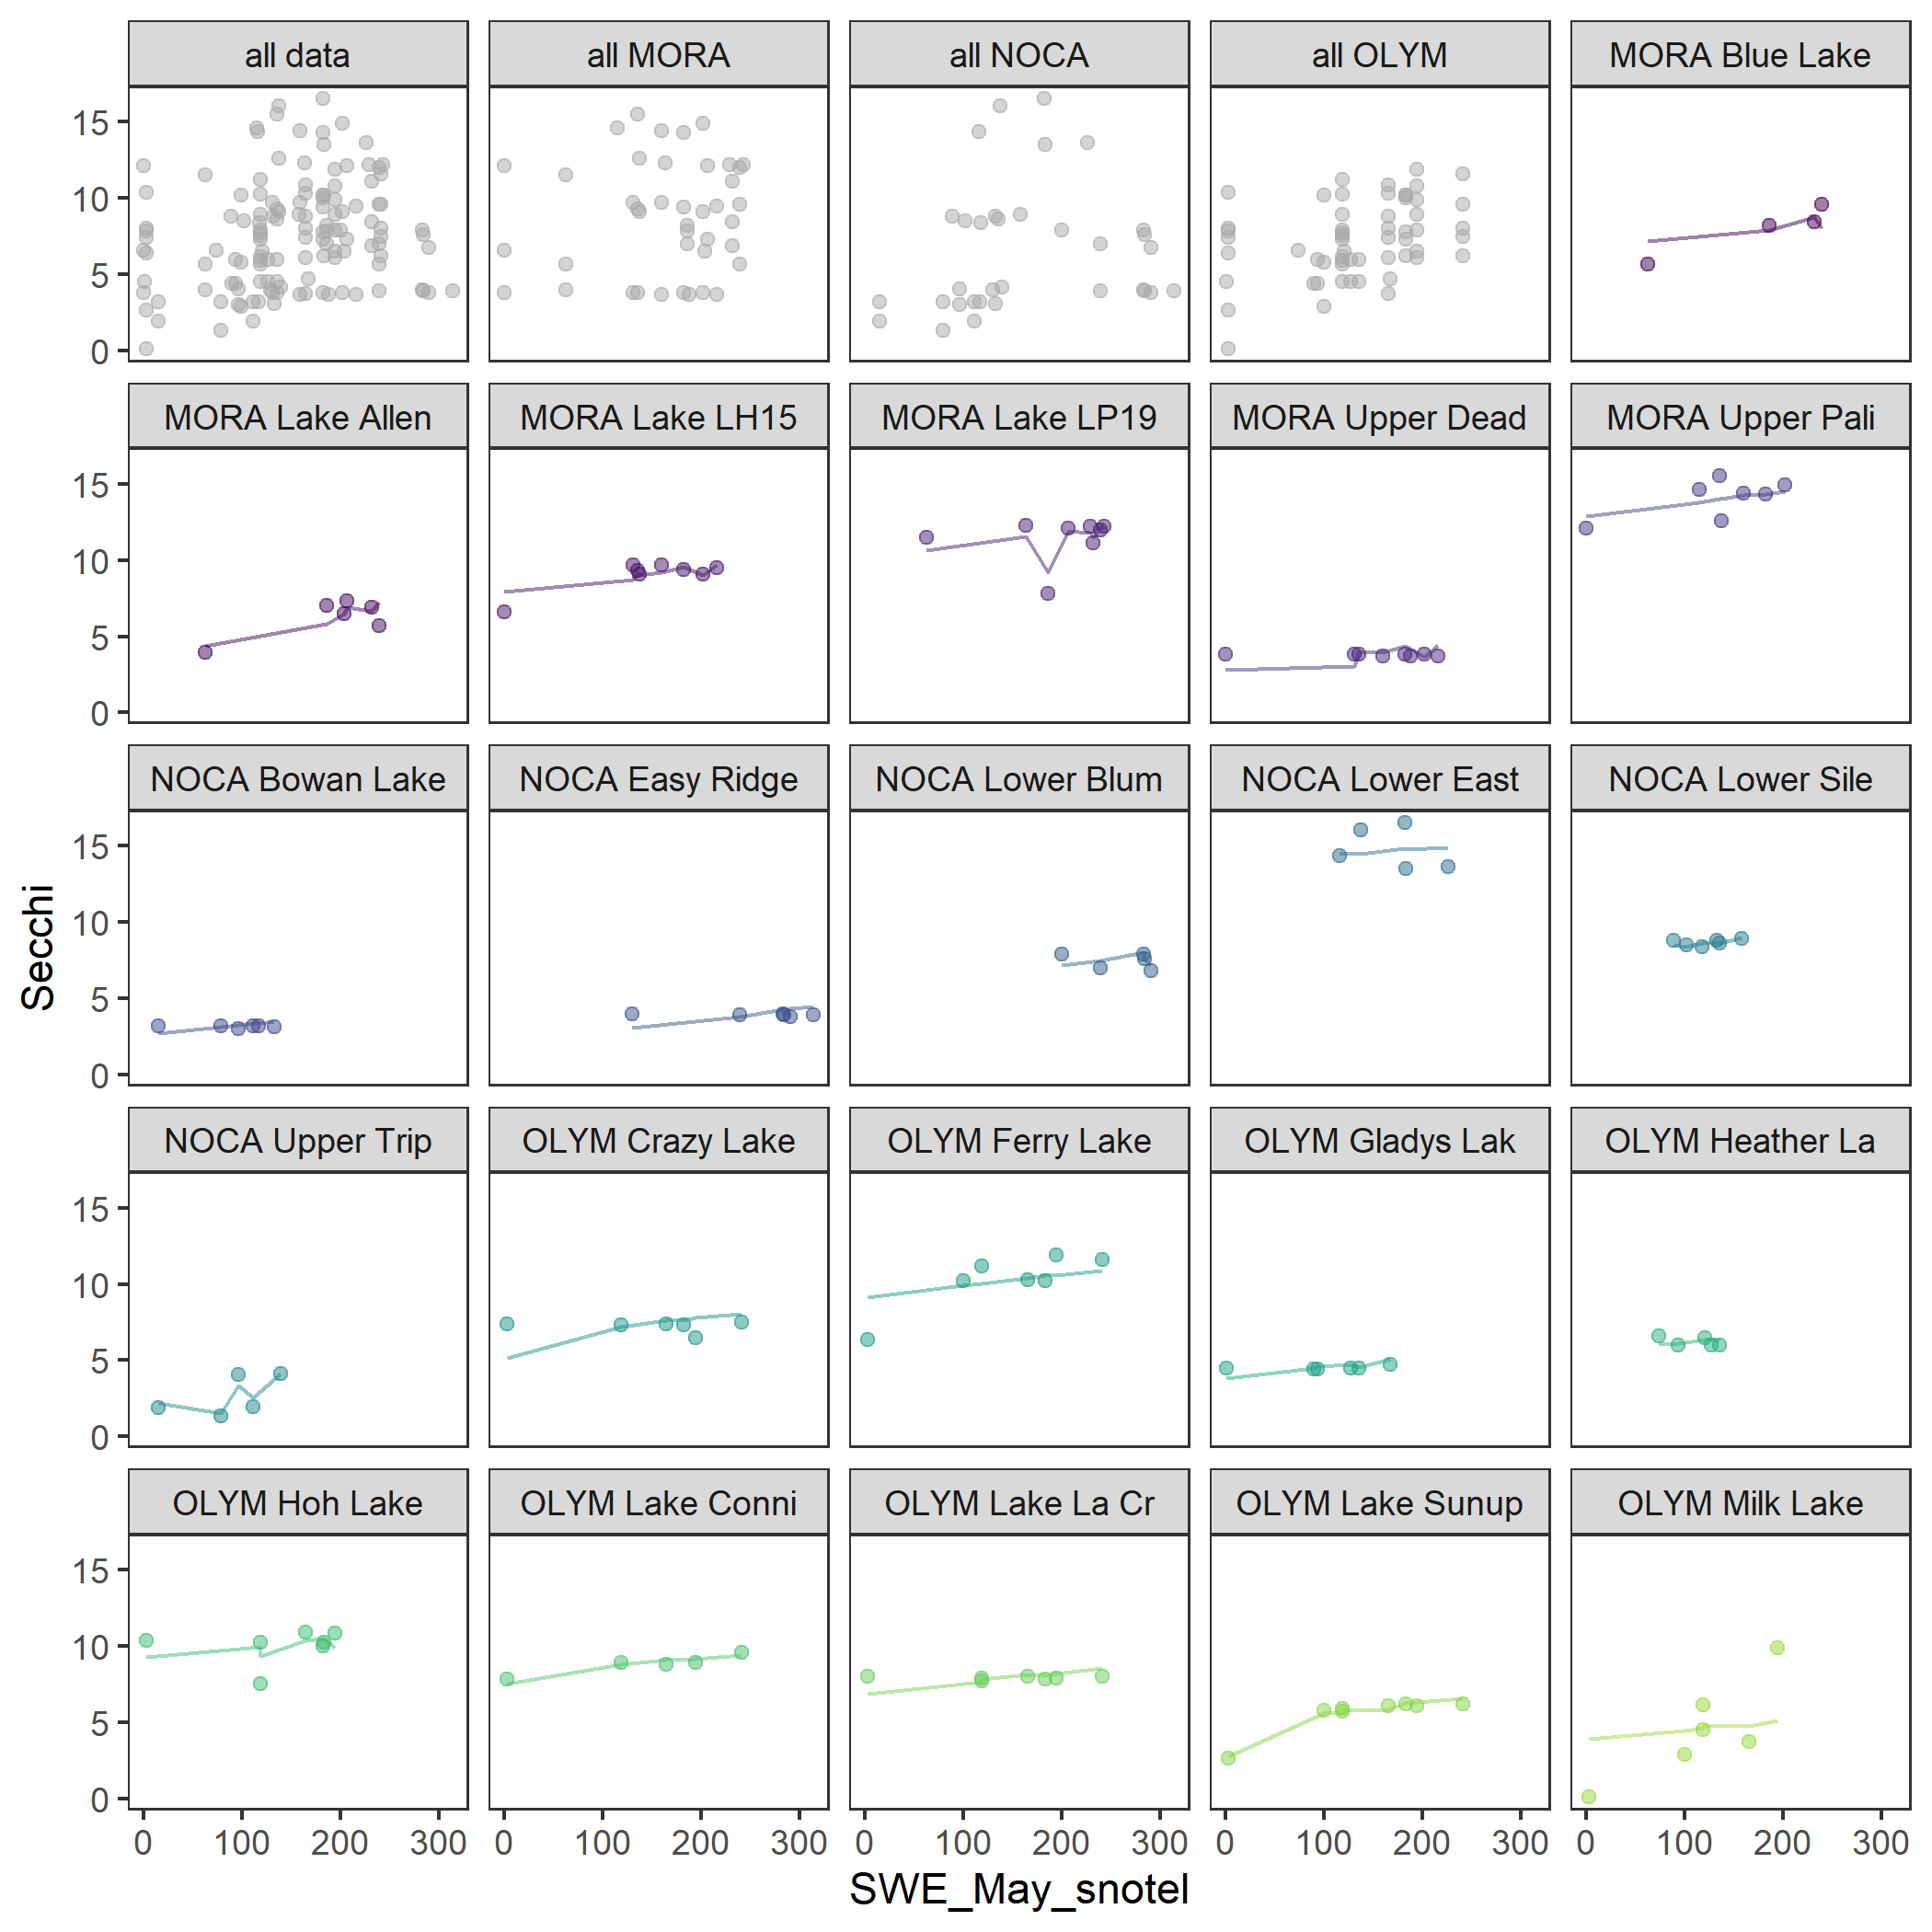 all data
all MORA
all NOCA
all OLYM
MORA Blue Lake
15
10
5
0
MORA Lake Allen
MORA Lake LH15
MORA Lake LP19
MORA Upper Dead
MORA Upper Pali
15
10
5
0
NOCA Bowan Lake
NOCA Easy Ridge
NOCA Lower Blum
NOCA Lower East
NOCA Lower Sile
15
10
5
0
Secchi
NOCA Upper Trip
OLYM Crazy Lake
OLYM Ferry Lake
OLYM Gladys Lak
OLYM Heather La
15
10
5
0
OLYM Hoh Lake
OLYM Lake Conni
OLYM Lake La Cr
OLYM Lake Sunup
OLYM Milk Lake
15
10
5
0
0 100 200 300
0 100 200 300
0 100 200 300
0 100 200 300
0 100 200 300
SWE_May_snotel